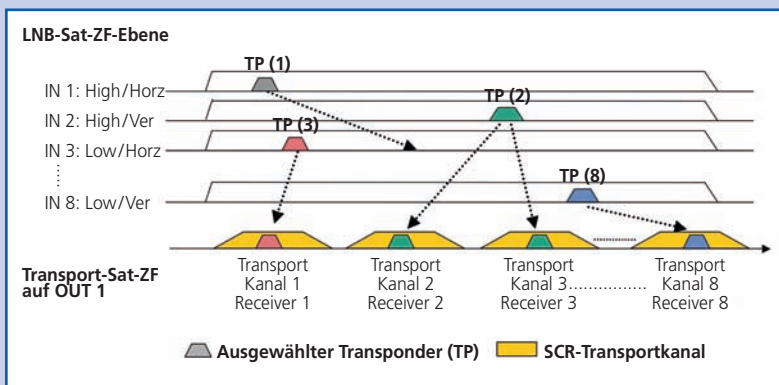 LNB-Sat-ZF-Ebene
TP (1)
IN 1: High/Horz
TP (2)
IN 2: High/Ver
TP (3)
IN 3: Low/Horz
TP (8)
IN 8: Low/Ver
Transport-Sat-ZF
auf OUT 1
Transport
Kanal 1
Receiver 1
Transport
Kanal 2
Receiver 2
Transport
Kanal 3
Receiver 3
Transport
Kanal 8
Receiver 8
Ausgewählter Transponder (TP)
SCR-Transportkanal